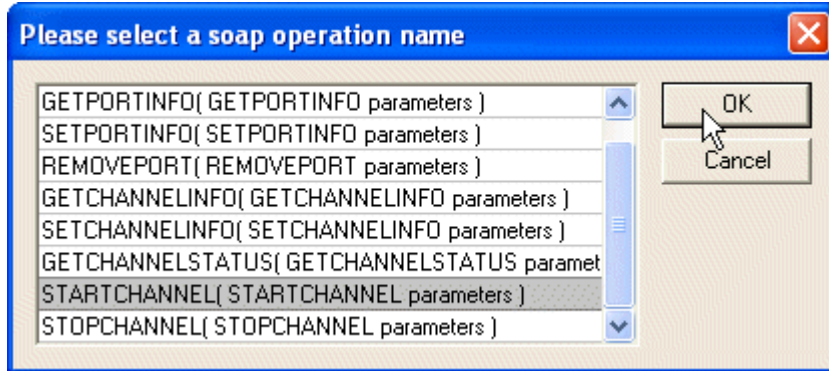 Please select a soap operation name
GETPORTINFO( GETPORTINFO parameters )
SETPORTINFO( SETPORTINFO parameters )
REMOVEPORT( REMOVEPORT parameters )
GETCHANNELINFO( GETCHANNELINFO parameters )
SETCHANNELINFO( SETCHANNELINFO parameters )
GETCHANNELSTATUS( GETCHANNELSTATUS paramet
STARTCHANNEL( STARTCHANNEL parameters )
STOPCHANNEL( STOPCHANNEL parameters )
OK
Cancel